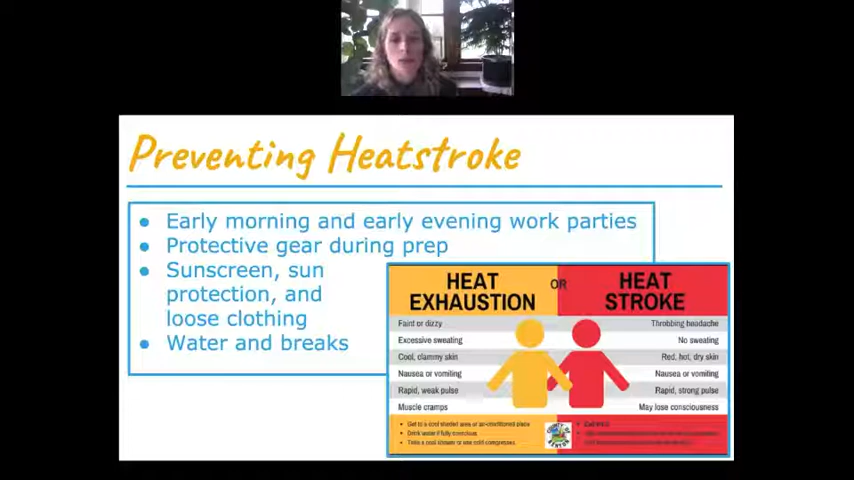 Preventing Heatstroke
Early morning and early evening work parties
Protective gear during prep
Sunscreen, sun
protection, and
loose clothing
Water and breaks
HEAT
EXHAUSTION
OR
HEAT
STROKE
Faint or dizzy
Throbbing headache
Excessive sweating
No sweating
Cool, clammy skin
Red, hot, dry skin
Nausea or vomiting
Nausea or vomiting
Rapid, weak pulse
Rapid, strong pulse
Muscle cramps
May lose consciousness
Get to a cool shaded area or air-conditioned place
Drink water if fully conscious
Take a cool shower or use cold compresses